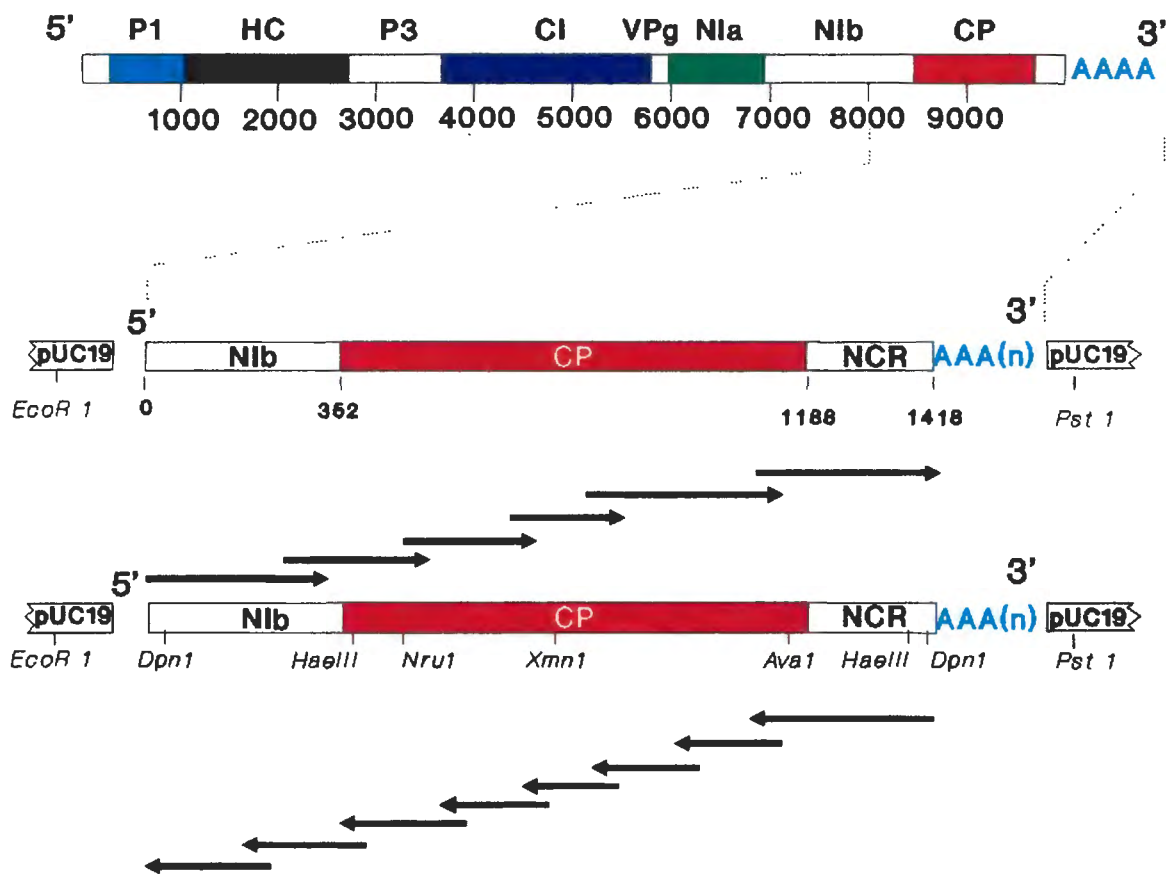 5' P1 HC P3 CI VPg NIa NIb CP 3'
AAAA
1000 2000 3000 4000 5000 6000 7000 8000 9000
5' 3'
pUC19 NIb CP NCR AAA(n) pUC19
EcoR 1 0 352 1188 1418 Pst 1
5' 3'
pUC19 NIb CP NCR AAA(n) pUC19
EcoR 1 Dpn1 HaeIII Nru1 Xmn1 Ava1 HaeIII Dpn1 Pst 1